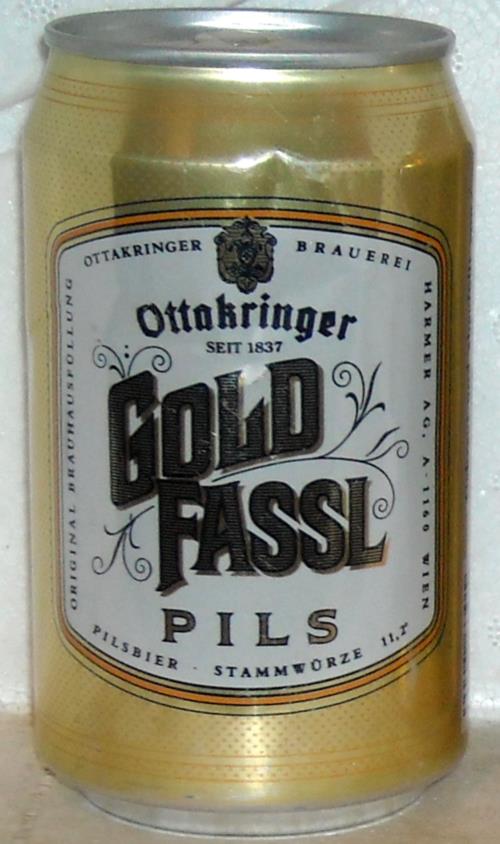 OTTAKRINGER BRAUEREI
HARMER AG. A-1160 WIEN
ORIGINAL BRAUHAUSFÜLLUNG
Ottakringer
SEIT 1837
GOLD
FASSL
PILS
PILSBIER · STAMMWÜRZE 11,2°